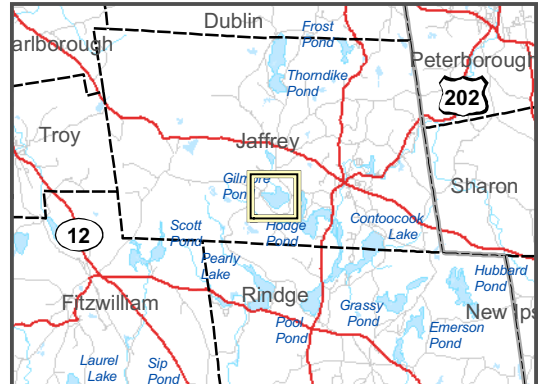 Dublin
Frost
Pond
arlborough
Peterborough
Thorndike
Pond
202
Troy
Jaffrey
Gilmore
Pond
Sharon
Scott
Pond
Hodge
Pond
Contoocook
Lake
12
Pearly
Lake
Hubbard
Pond
Fitzwilliam
Rindge
Grassy
Pond
New Ips
Pool
Pond
Emerson
Pond
Laurel
Lake
Sip
Pond